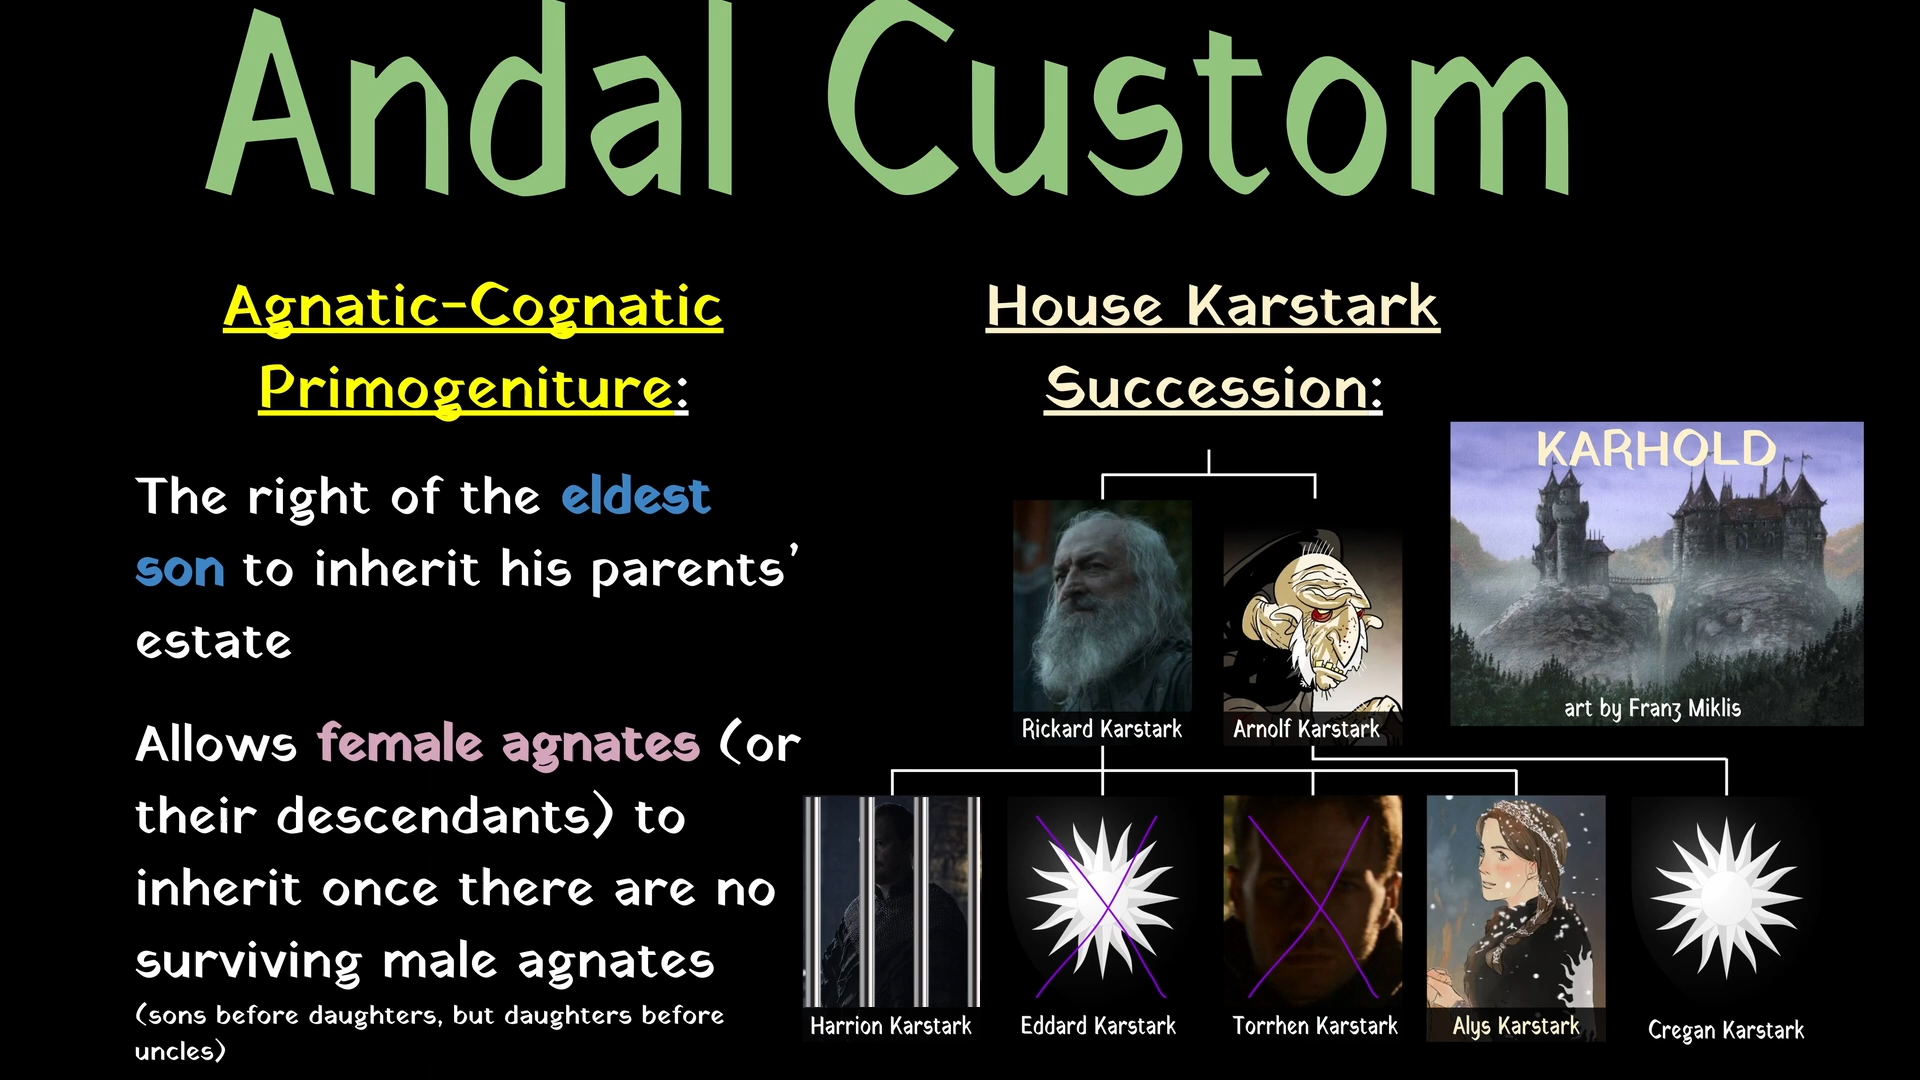 Andal Custom
Agnatic-Cognatic
Primogeniture:
The right of the eldest
son to inherit his parents'
estate
Allows female agnates (or
their descendants) to
inherit once there are no
surviving male agnates
(sons before daughters, but daughters before
uncles)
House Karstark
Succession:
KARHOLD
art by Franz Miklis
Rickard Karstark
Arnolf Karstark
Harrion Karstark
Eddard Karstark
Torrhen Karstark
Alys Karstark
Cregan Karstark